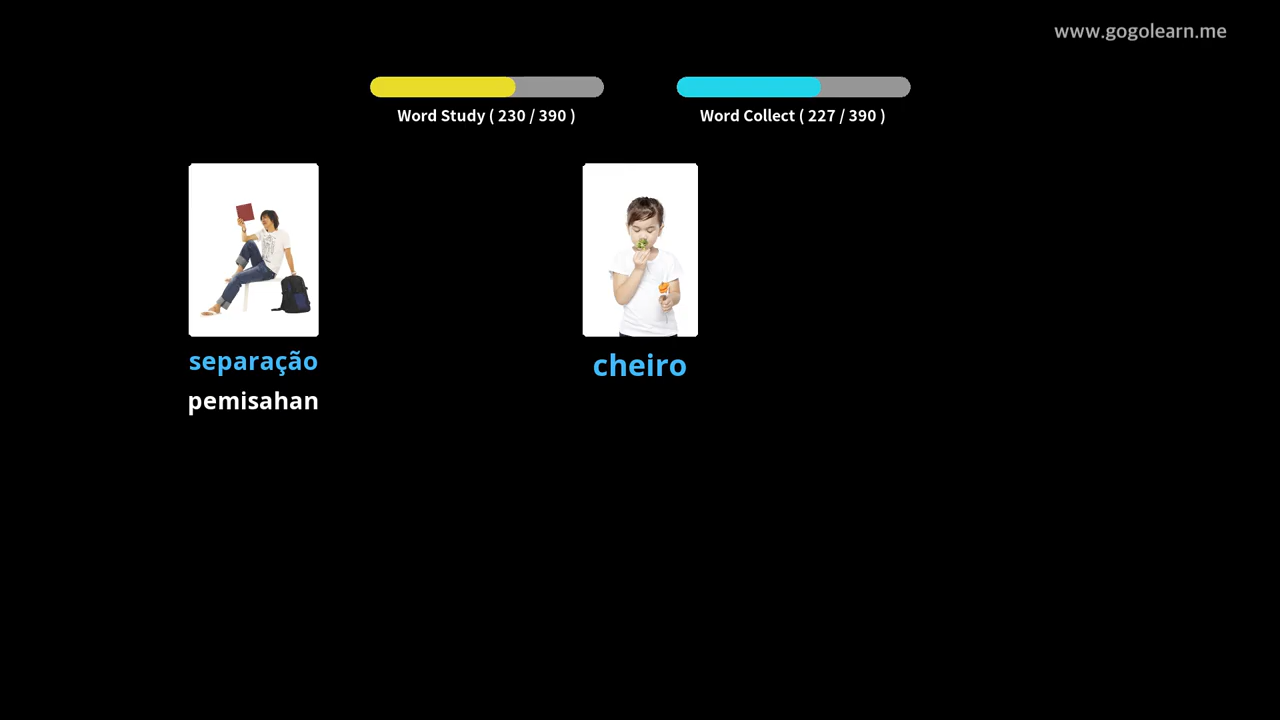 www.gogolearn.me
Word Study ( 230 / 390 )
Word Collect ( 227 / 390 )
separação
pemisahan
cheiro